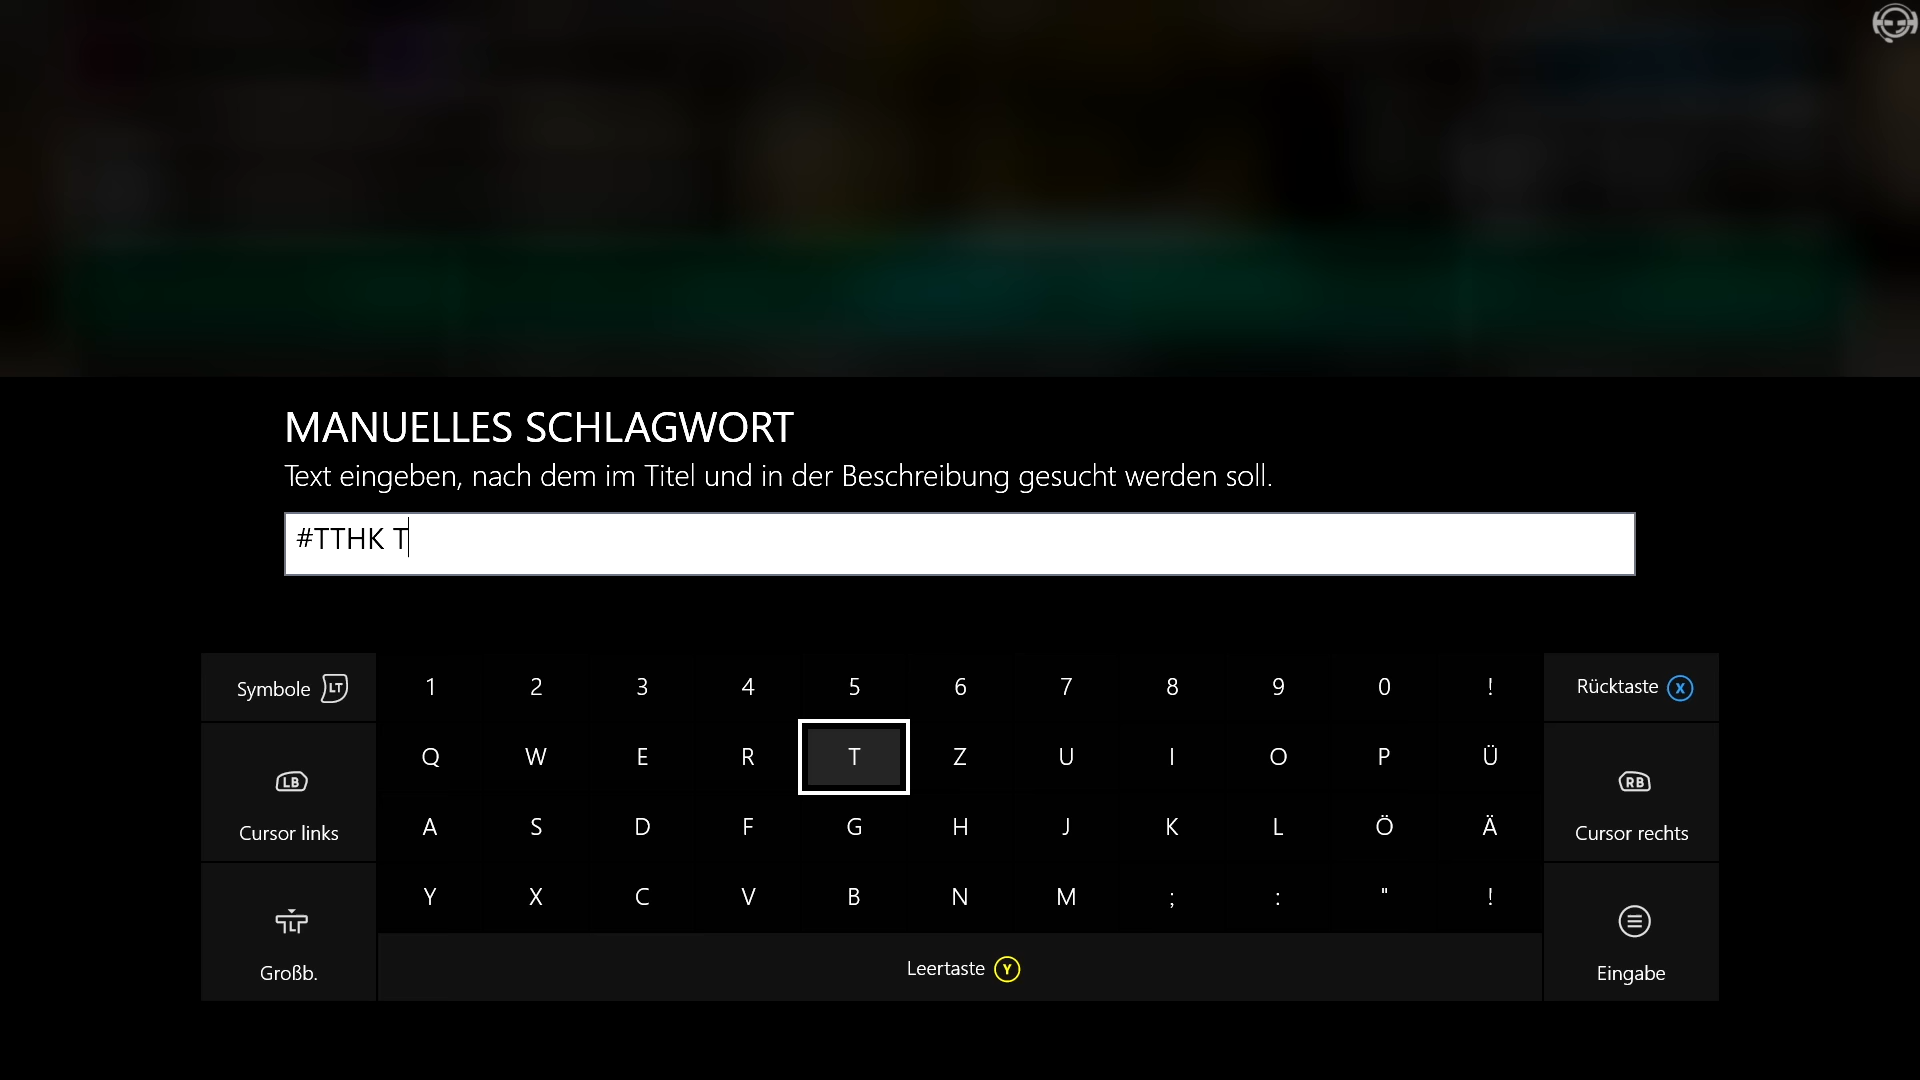 MANUELLES SCHLAGWORT
Text eingeben, nach dem im Titel und in der Beschreibung gesucht werden soll.
#TTHK T
Symbole LT 1 2 3 4 5 6 7 8 9 0 ! Rücktaste X
Q W E R T Z U I O P Ü
LB RB
Cursor links A S D F G H J K L Ö Ä Cursor rechts
Y X C V B N M ; : " !
L
Großb. Leertaste Y Eingabe